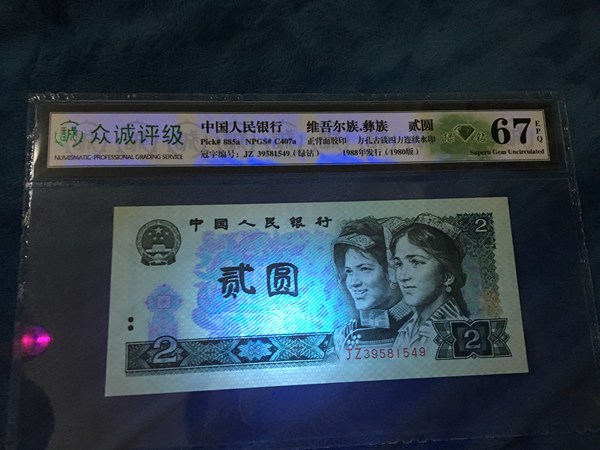 誠 众诚评级
NUMISMATIC, PROFESSIONAL GRADING SERVICE
中国人民银行 维吾尔族.彝族 贰圆
Pick# 885a NPGS# C407a 正背面胶印 方孔古钱四方连续水印
冠字编号: JZ 39581549 (绿钻) 1988年发行 (1980版)
绿 钻
67 EPQ
Superb Gem Uncirculated
中国人民银行
2
贰圆
JZ39581549
2
2